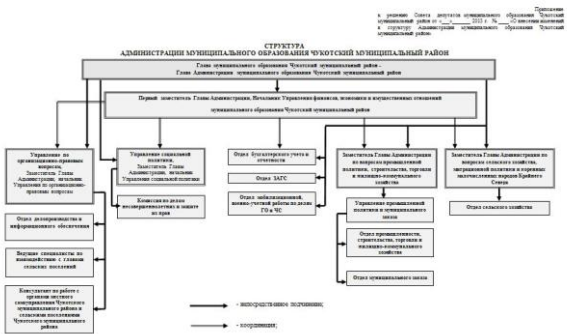 Приложение
к решению Совета депутатов муниципального образования Чукотский
муниципальный район от 2013 г. № «О внесении изменений
в структуру Администрации муниципального образования Чукотский
муниципальный район»
СТРУКТУРА
АДМИНИСТРАЦИИ МУНИЦИПАЛЬНОГО ОБРАЗОВАНИЯ ЧУКОТСКИЙ МУНИЦИПАЛЬНЫЙ РАЙОН
Глава муниципального образования Чукотский муниципальный район -
Глава Администрации муниципального образования Чукотский муниципальный район
Первый заместитель Главы Администрации, Начальник Управления финансов, экономики и имущественных отношений
муниципального образования Чукотский муниципальный район
Управление по
организационно-правовым
вопросам,
Заместитель Главы
Администрации, начальник
Управления по организационно-
правовым вопросам
Управление социальной
политики,
Заместитель Главы
Администрации, начальник
Управления социальной политики
Отдел бухгалтерского учета и
отчетности
Заместитель Главы Администрации
по вопросам промышленной
политики, строительства, торговли
и жилищно-коммунального
хозяйства
Заместитель Главы Администрации по
вопросам сельского хозяйства,
миграционной политики и коренных
малочисленных народов Крайнего
Севера
Отдел ЗАГС
Комиссия по делам
несовершеннолетних и защите
их прав
Отдел мобилизационной,
военно-учетной работы по делам
ГО и ЧС
Управление промышленной
политики и муниципального
заказа
Отдел сельского хозяйства
Отдел делопроизводства и
информационного обеспечения
Отдел промышленности,
строительства, торговли и
жилищно-коммунального
хозяйства
Ведущие специалисты по
взаимодействию с главами
сельских поселений
Отдел муниципального заказа
Консультант по работе с
органами местного
самоуправления Чукотского
муниципального района и
сельскими поселениями
Чукотского муниципального
района
- непосредственное подчинение;
- координация;